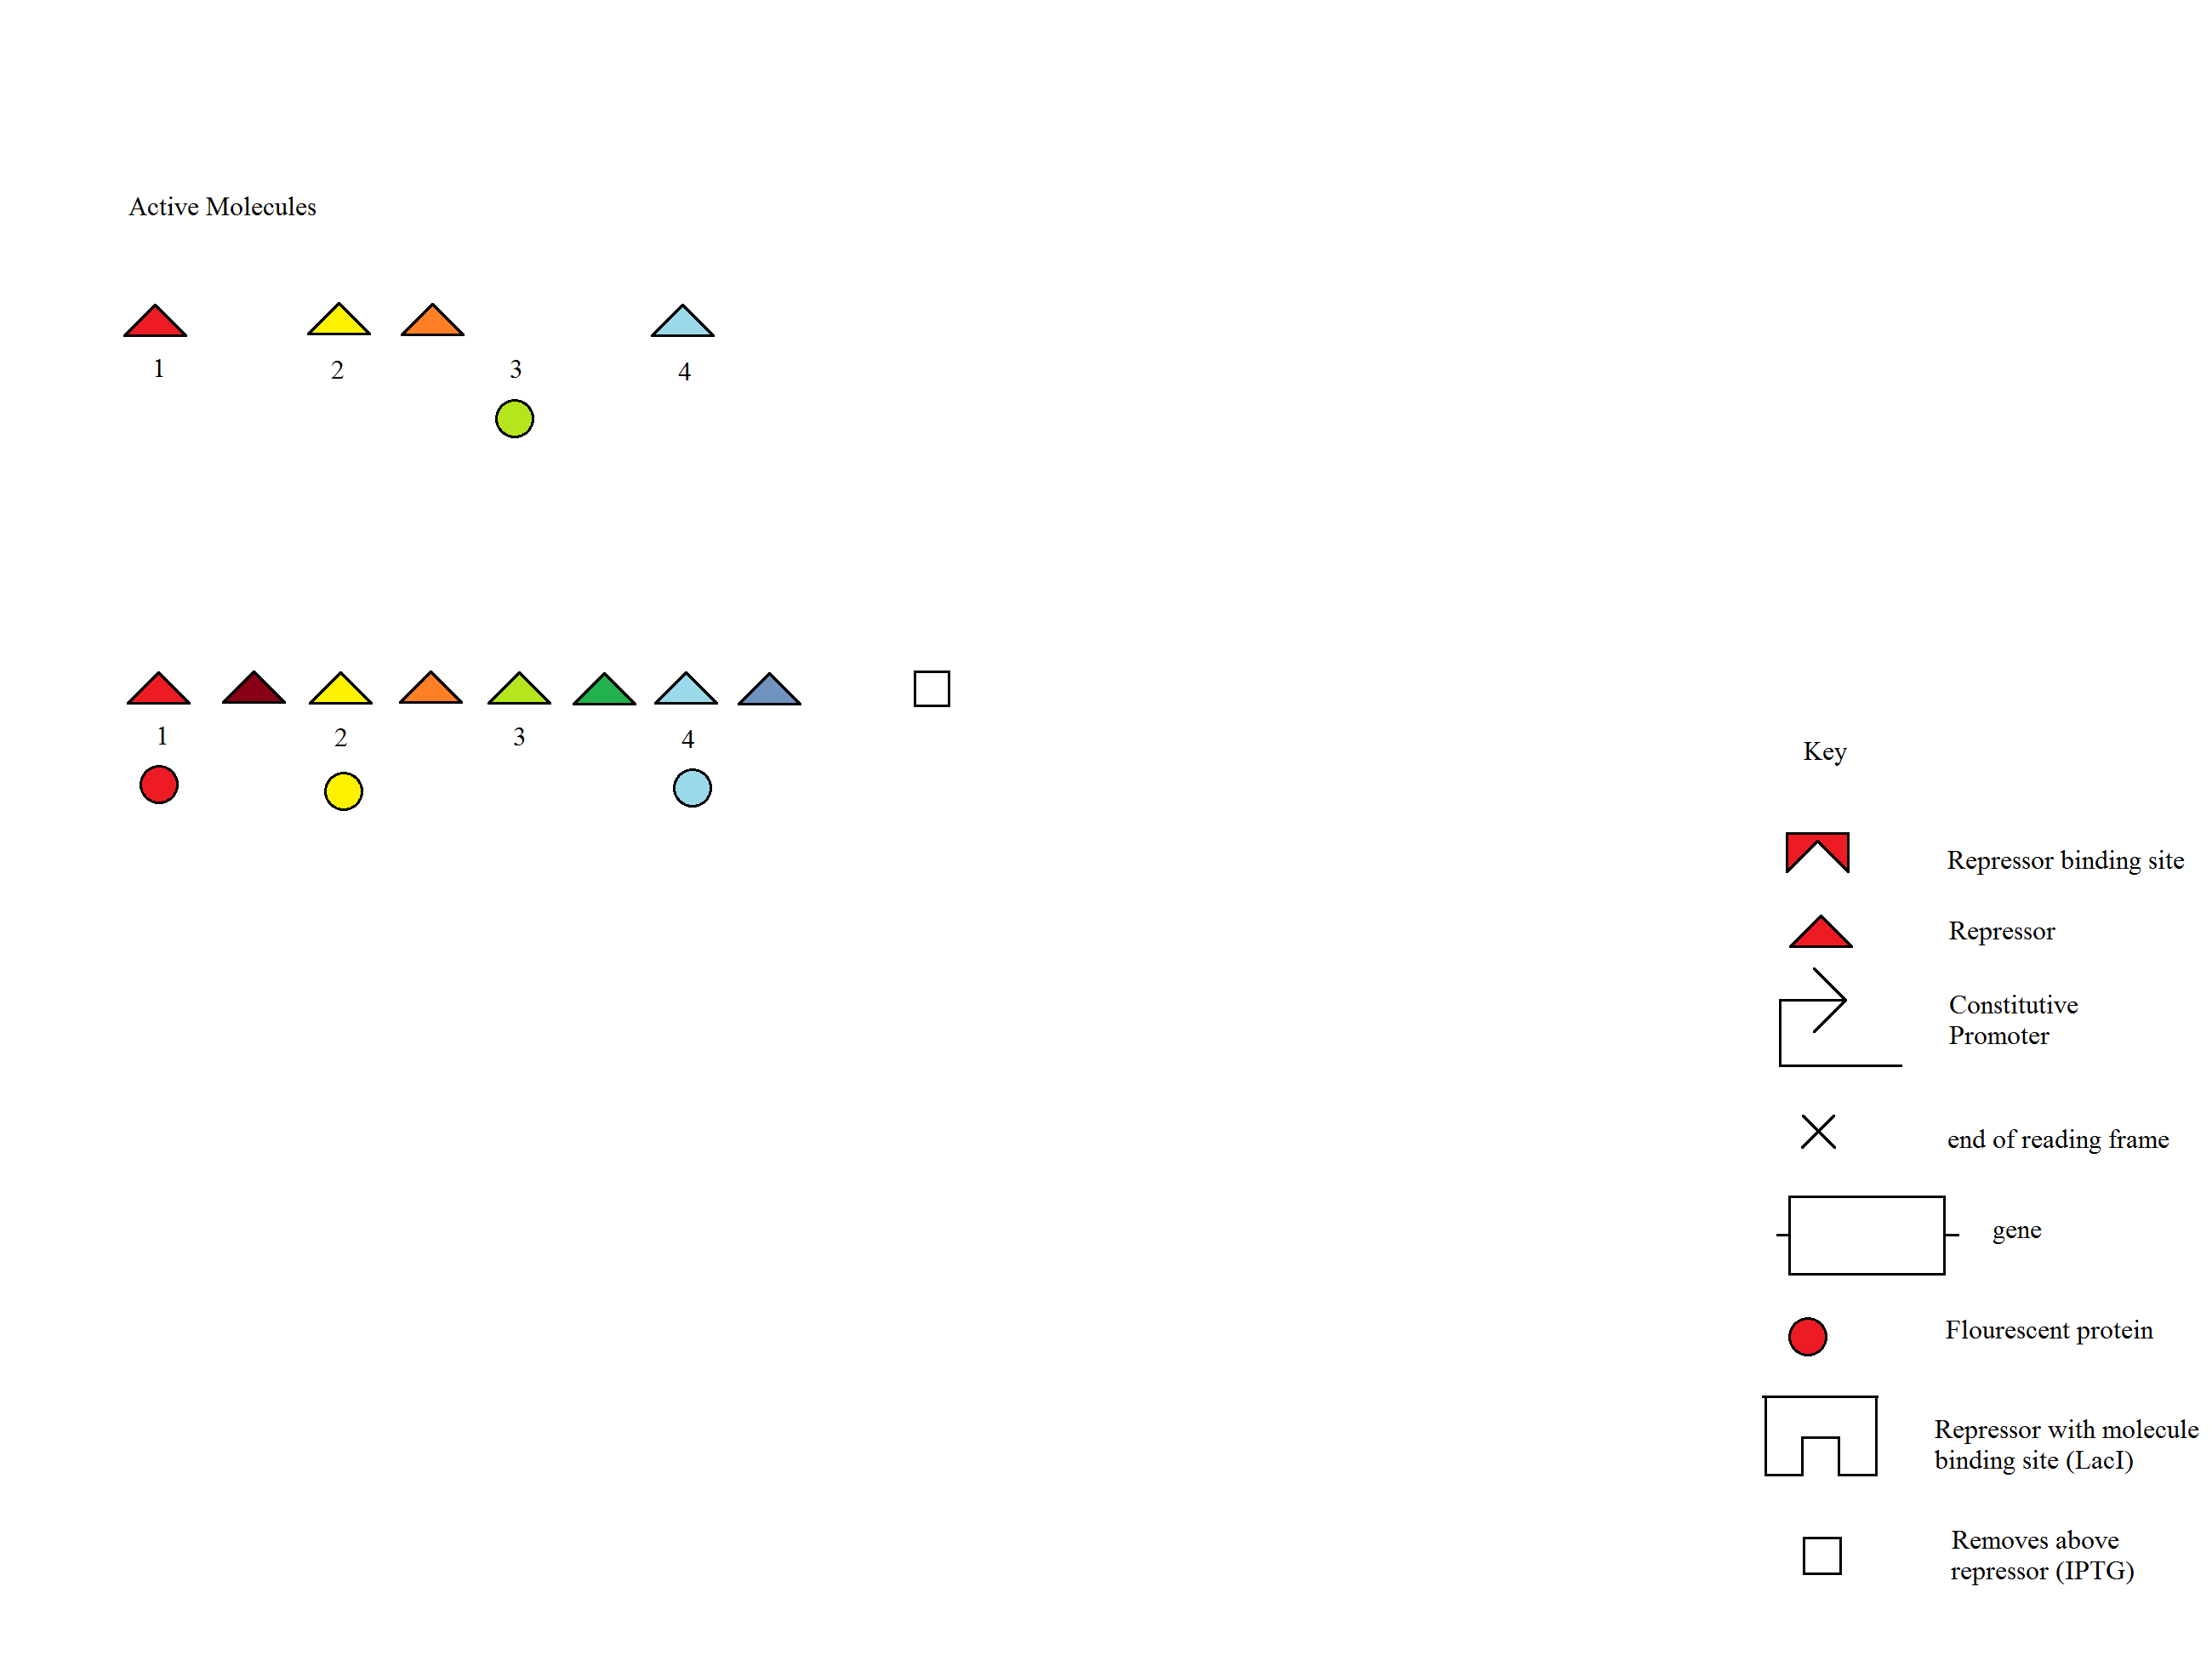 Active Molecules
1
2
3
4
1
2
3
4
Key
Repressor binding site
Repressor
Constitutive
Promoter
end of reading frame
gene
Flourescent protein
Repressor with molecule
binding site (LacI)
Removes above
repressor (IPTG)